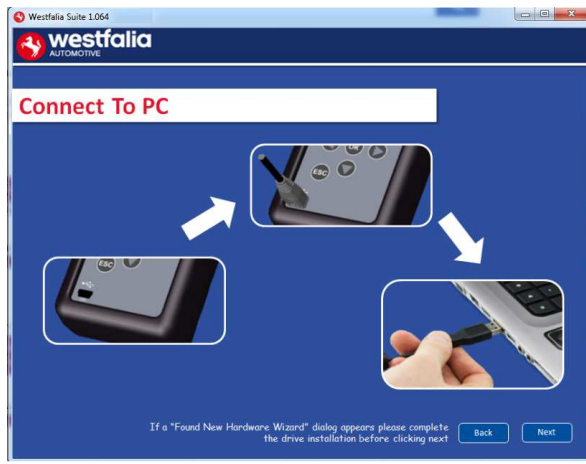 Westfalia Suite 1.064
westfalia
AUTOMOTIVE
Connect To PC
OK
ESC
ESC
If a "Found New Hardware Wizard" dialog appears please complete
the drive installation before clicking next
Back
Next